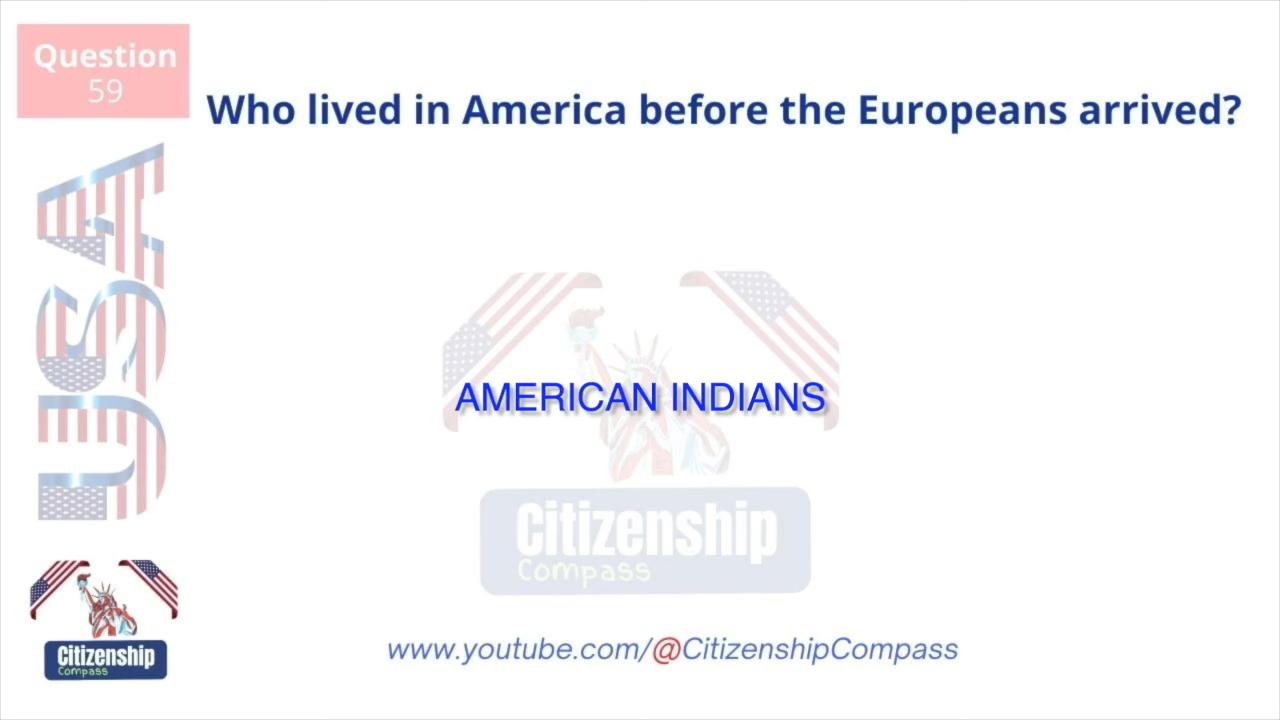 Question
59
Who lived in America before the Europeans arrived?
USA
AMERICAN INDIANS
Citizenship
Compass
Citizenship
Compass
www.youtube.com/@CitizenshipCompass